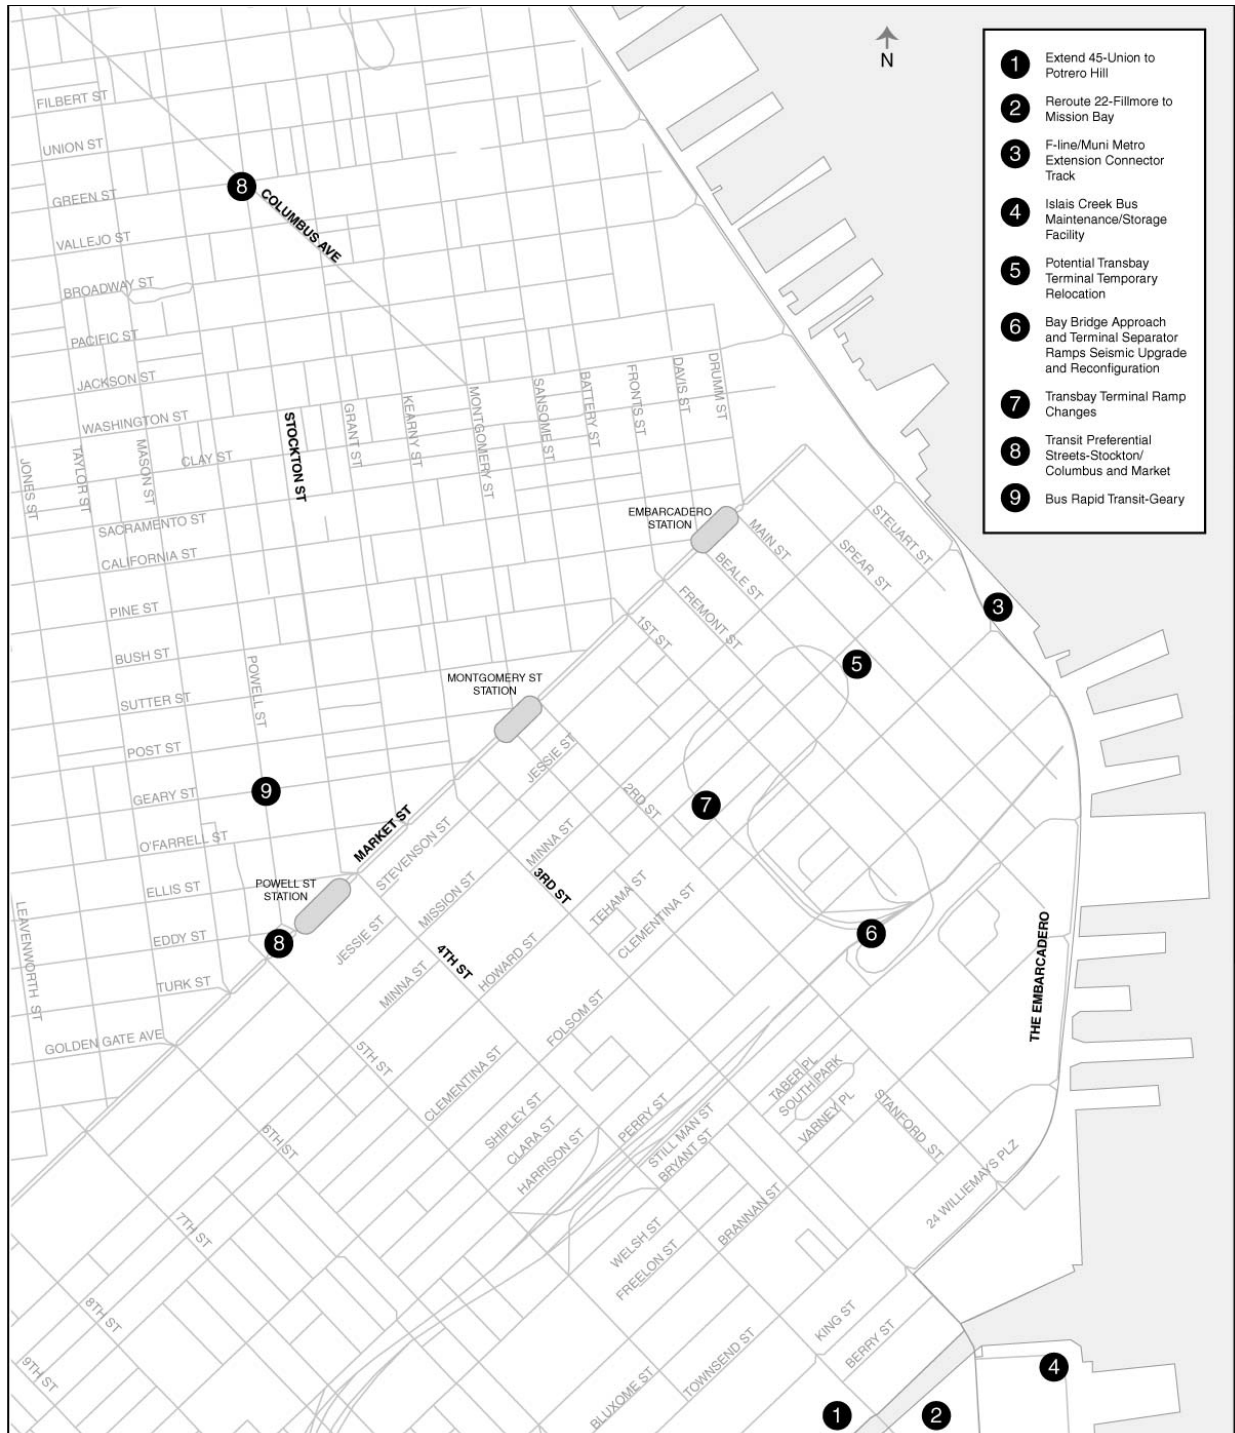 N
1 Extend 45-Union to
Potrero Hill
2 Reroute 22-Fillmore to
Mission Bay
3 F-line/Muni Metro
Extension Connector
Track
4 Islais Creek Bus
Maintenance/Storage
Facility
5 Potential Transbay
Terminal Temporary
Relocation
6 Bay Bridge Approach
and Terminal Separator
Ramps Seismic Upgrade
and Reconfiguration
7 Transbay Terminal Ramp
Changes
8 Transit Preferential
Streets-Stockton/
Columbus and Market
9 Bus Rapid Transit-Geary
FILBERT ST
UNION ST
GREEN ST
8
COLUMBUS AVE
VALLEJO ST
BROADWAY ST
PACIFIC ST
JACKSON ST
WASHINGTON ST
CLAY ST
SACRAMENTO ST
CALIFORNIA ST
PINE ST
BUSH ST
SUTTER ST
POST ST
GEARY ST
O'FARRELL ST
ELLIS ST
EDDY ST
TURK ST
GOLDEN GATE AVE
JONES ST
TAYLOR ST
MASON ST
STOCKTON ST
GRANT ST
KEARNY ST
MONTGOMERY ST
SANSOME ST
BATTERY ST
FRONTS ST
DAVIS ST
DRUMM ST
POWELL ST
LEAVENWORTH ST
EMBARCADERO
STATION
MONTGOMERY ST
STATION
POWELL ST
STATION
9
8
MARKET ST
STEUART ST
SPEAR ST
MAIN ST
BEALE ST
FREMONT ST
1ST ST
3
5
7
6
JESSIE ST
2RD ST
MINNA ST
3RD ST
STEVENSON ST
MISSION ST
TEHAMA ST
CLEMENTINA ST
JESSIE ST
4TH ST
HOWARD ST
MINNA ST
FOLSOM ST
5TH ST
CLEMENTINA ST
SHIPLEY ST
CLARA ST
HARRISON ST
PERRY ST
STILL MAN ST
BRYANT ST
TABER PL
SOUTH PARK
VARNEY PL
STANFORD ST
THE EMBARCADERO
24 WILLIEMAYS PLZ
6TH ST
7TH ST
8TH ST
9TH ST
WELSH ST
FREELON ST
BRANNAN ST
KING ST
BERRY ST
TOWNSEND ST
BLUXOME ST
1
2
4